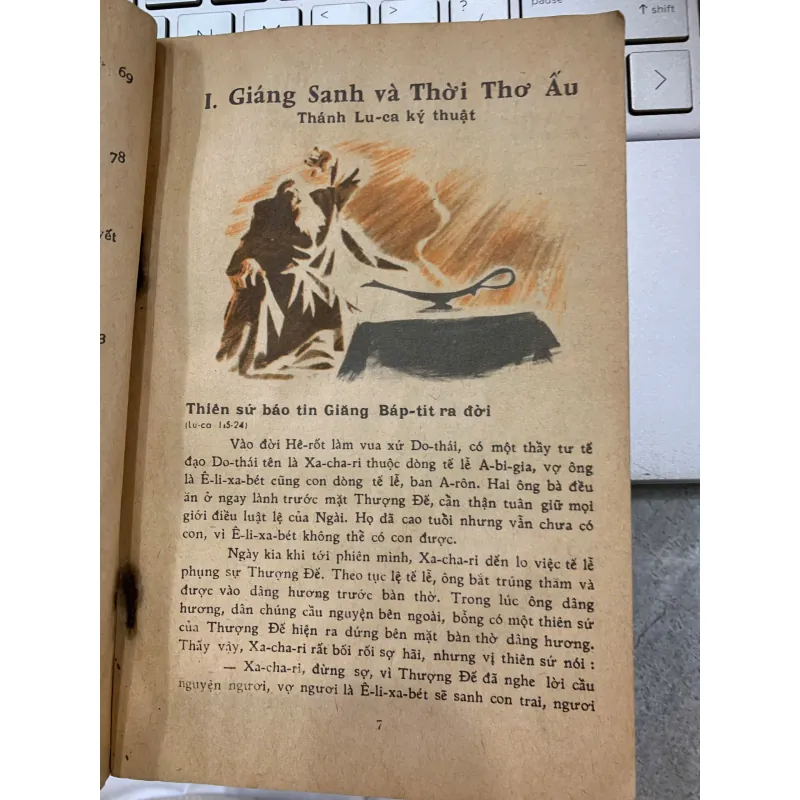 69
78
yết
pause
↑ shift
N
M
<
>
?
/
>
I. Giáng Sanh và Thời Thơ Ấu
Thánh Lu-ca ký thuật
Thiên sứ báo tin Giăng Báp-tit ra đời
(Lu-ca 1:5-24)
Vào đời Hê-rốt làm vua xứ Do-thái, có một thầy tư tế
đạo Do-thái tên là Xa-cha-ri thuộc dòng tế lễ A-bi-gia, vợ ông
là Ê-li-xa-bét cũng con dòng tế lễ, ban A-rôn. Hai ông bà đều
ăn ở ngay lành trước mặt Thượng Đế, cẩn thận tuân giữ mọi
giới điều luật lệ của Ngài. Họ dã cao tuổi nhưng vẫn chưa có
con, vì Ê-li-xa-bét không thể có con được.
Ngày kia khi tới phiên mình, Xa-cha-ri đến lo việc tế lễ
phụng sự Thượng Đế. Theo tục lệ tế lễ, ông bắt trúng thăm và
được vào dâng hương trước bàn thờ. Trong lúc ông dâng
hương, dân chúng cầu nguyện bên ngoài, bỗng có một thiên sứ
của Thượng Đế hiện ra đứng bên mặt bàn thờ dâng hương.
Thấy vậy, Xa-cha-ri rất bối rối sợ hãi, nhưng vị thiên sứ nói :
— Xa-cha-ri, đừng sợ, vì Thượng Đế đã nghe lời cầu
nguyện ngươi, vợ ngươi là Ê-li-xa-bét sẽ sanh con trai, ngươi
7